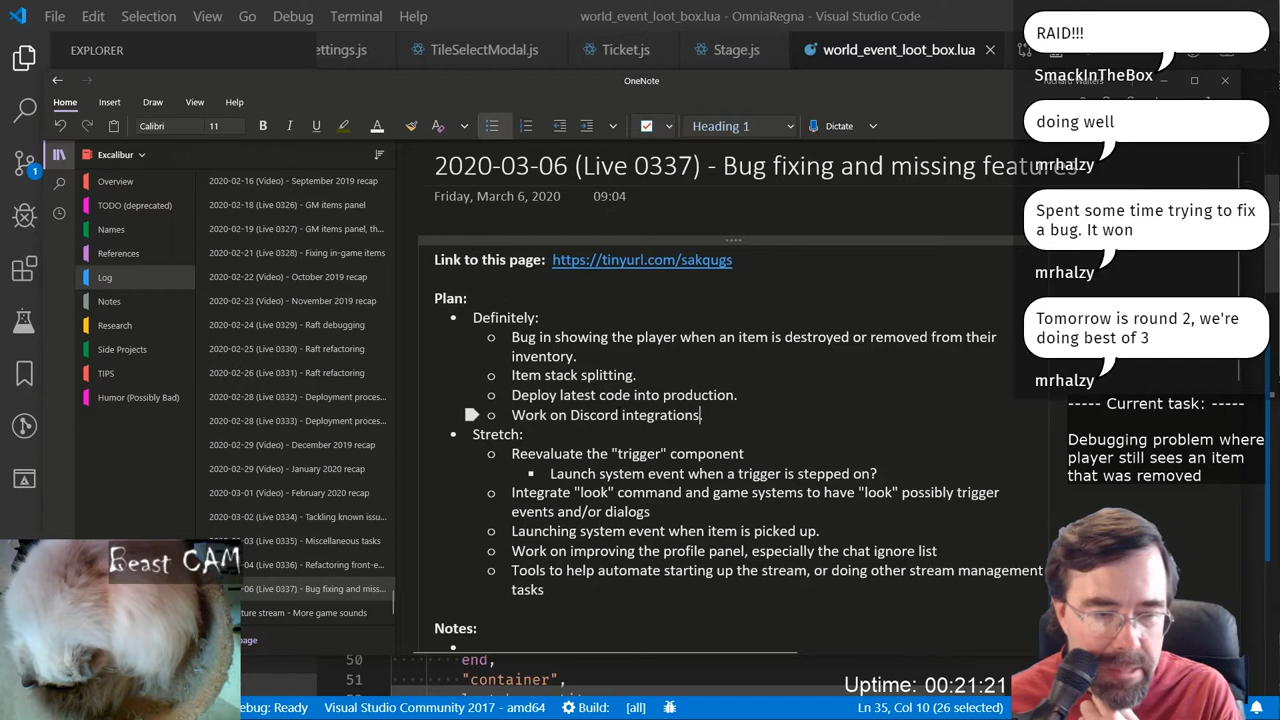 File Edit Selection View Go Debug Terminal Help
world_event_loot_box.lua - OmniaRegna - Visual Studio Code
EXPLORER
ettings.js
TileSelectModal.js
Ticket.js
Stage.js
world_event_loot_box.lua
OneNote
Home Insert Draw View Help
Calibri 11 B I U A Heading 1 Dictate
Excalibur
Overview
TODO (deprecated)
Names
References
Log
Notes
Research
Side Projects
TIPS
Humor (Possibly Bad)
2020-02-16 (Video) - September 2019 recap
2020-02-18 (Live 0326) - GM items panel
2020-02-19 (Live 0327) - GM items panel, th...
2020-02-21 (Live 0328) - Fixing in-game items
2020-02-22 (Video) - October 2019 recap
2020-02-23 (Video) - November 2019 recap
2020-02-24 (Live 0329) - Raft debugging
2020-02-25 (Live 0330) - Raft refactoring
2020-02-26 (Live 0331) - Raft refactoring
2020-02-28 (Live 0332) - Deployment proces...
2020-02-28 (Live 0333) - Deployment proces...
2020-02-29 (Video) - December 2019 recap
2020-02-29 (Video) - January 2020 recap
2020-03-01 (Video) - February 2020 recap
2020-03-02 (Live 0334) - Tackling known issu...
-03 (Live 0335) - Miscellaneous tasks
-04 (Live 0336) - Refactoring front-e...
-06 (Live 0337) - Bug fixing and miss...
ture stream - More game sounds
page
2020-03-06 (Live 0337) - Bug fixing and missing features
Friday, March 6, 2020 09:04
Link to this page: https://tinyurl.com/sakqugs
Plan:
• Definitely:
o Bug in showing the player when an item is destroyed or removed from their
inventory.
o Item stack splitting.
o Deploy latest code into production.
o Work on Discord integrations
• Stretch:
o Reevaluate the "trigger" component
▪ Launch system event when a trigger is stepped on?
o Integrate "look" command and game systems to have "look" possibly trigger
events and/or dialogs
o Launching system event when item is picked up.
o Work on improving the profile panel, especially the chat ignore list
o Tools to help automate starting up the stream, or doing other stream management
tasks
Notes:
•
50 end,
51 "container",
RAID!!!
SmackInTheBox
doing well
mrhalzy
Spent some time trying to fix
a bug. It won
mrhalzy
Tomorrow is round 2, we're
doing best of 3
mrhalzy
----- Current task: -----
Debugging problem where
player still sees an item
that was removed
Beast CAM
Uptime: 00:21:21
ebug: Ready Visual Studio Community 2017 - amd64 Build: [all] Ln 35, Col 10 (26 selected)
1